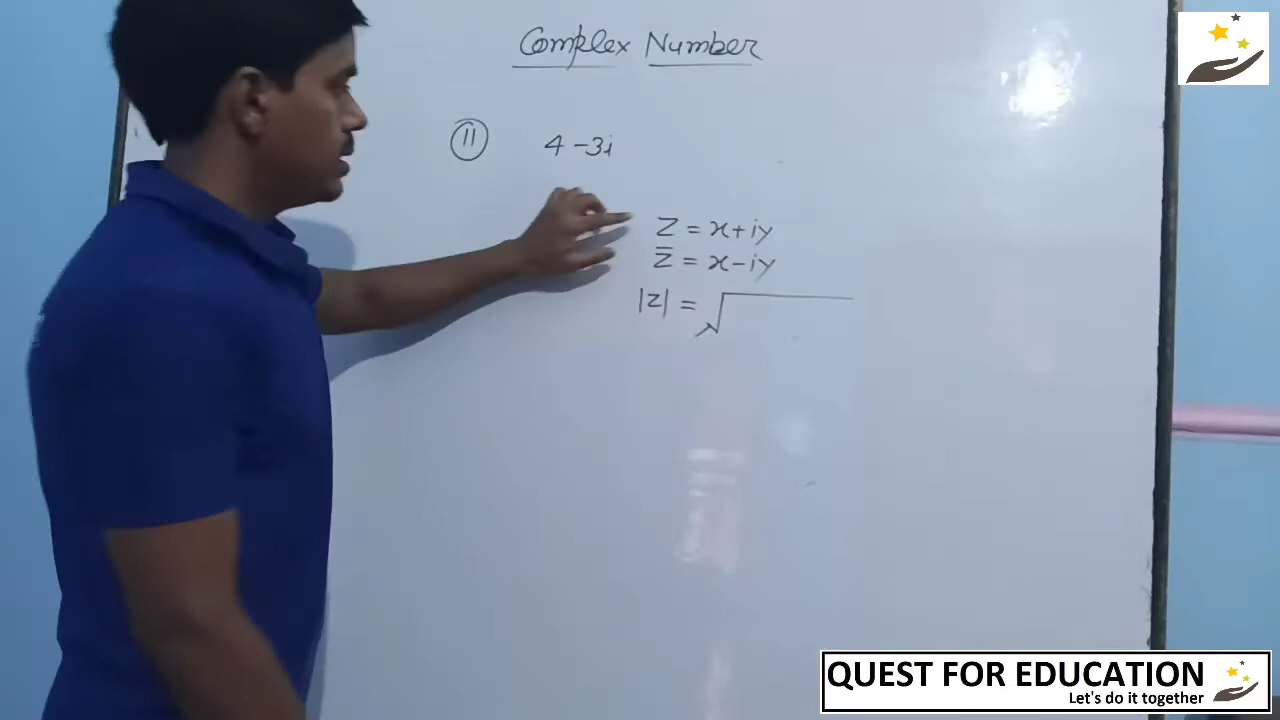 Complex Number
11 4 -3i
Z = x+iy
Z̅ = x-iy
|z| = √
QUEST FOR EDUCATION
Let's do it together